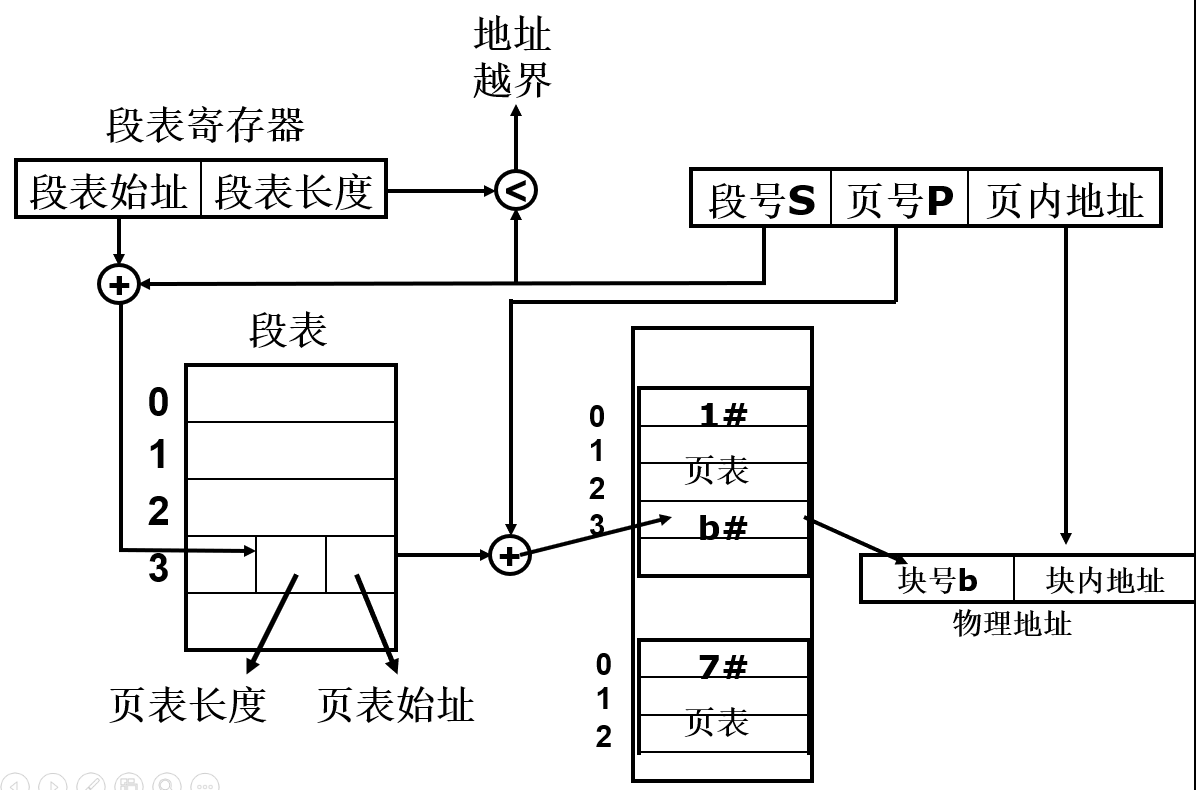 地址
越界
段表寄存器
段表始址 段表长度
<
段号S 页号P 页内地址
+
段表
0
1
2
3
页表长度 页表始址
+
0 1#
1 页表
2
3 b#
0 7#
1 页表
2
块号b 块内地址
物理地址